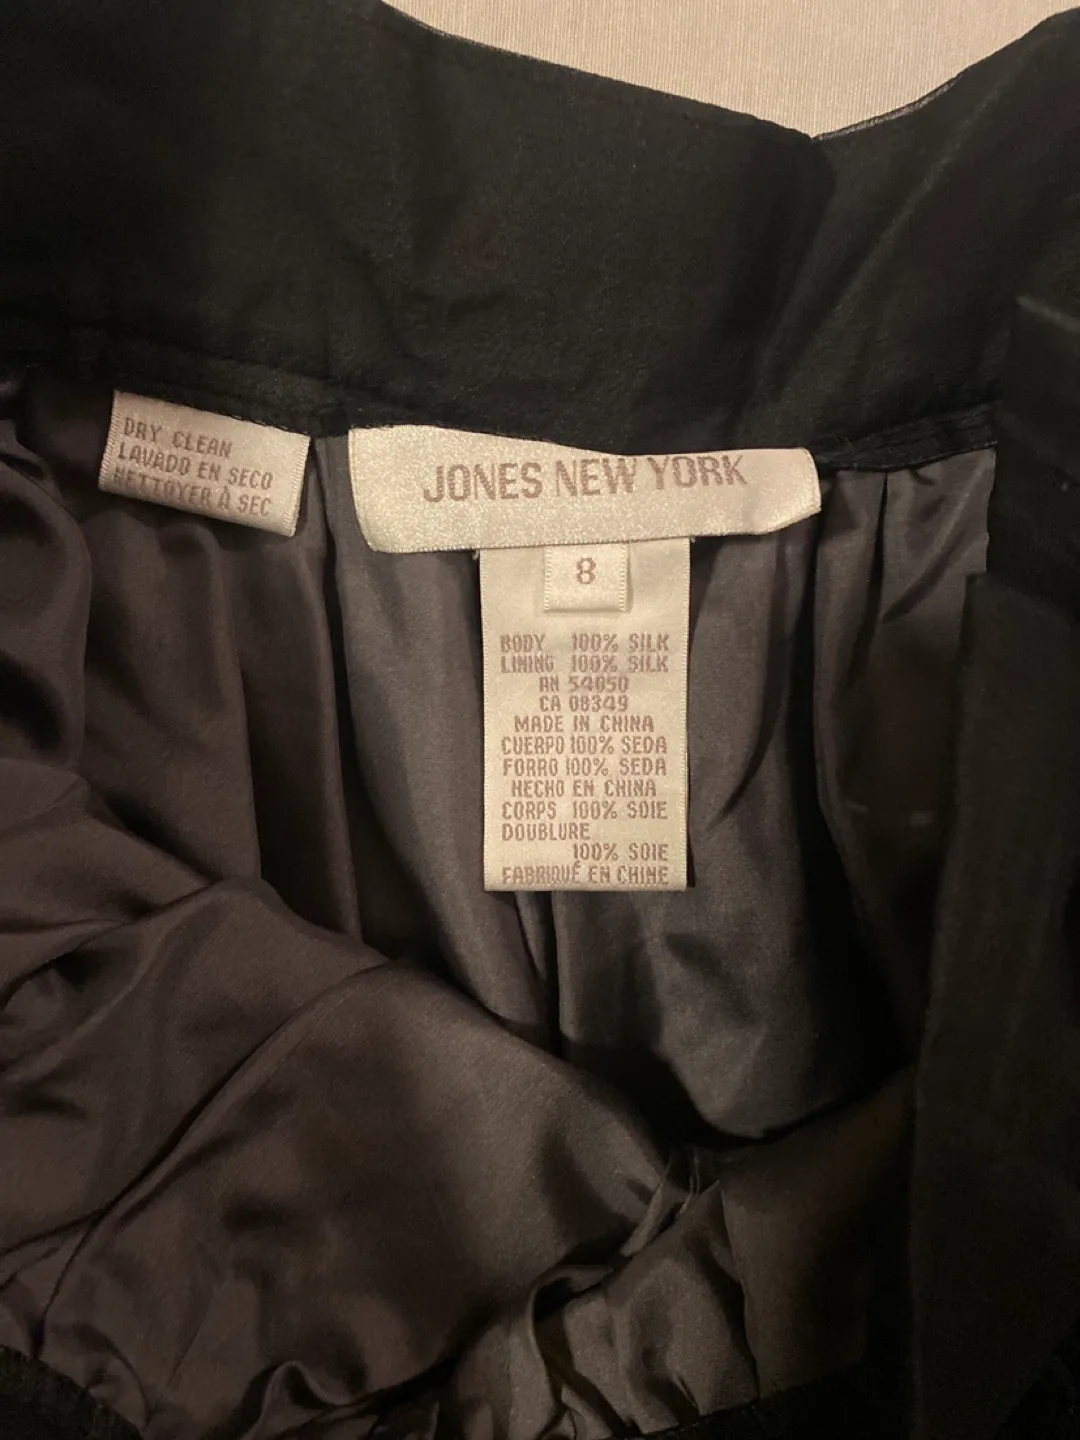 DRY CLEAN
LAVADO EN SECO
NETTOYER À SEC
JONES NEW YORK
8
BODY 100% SILK
LINING 100% SILK
RN 54050
CA 08349
MADE IN CHINA
CUERPO 100% SEDA
FORRO 100% SEDA
HECHO EN CHINA
CORPS 100% SOIE
DOUBLURE
100% SOIE
FABRIQUÉ EN CHINE